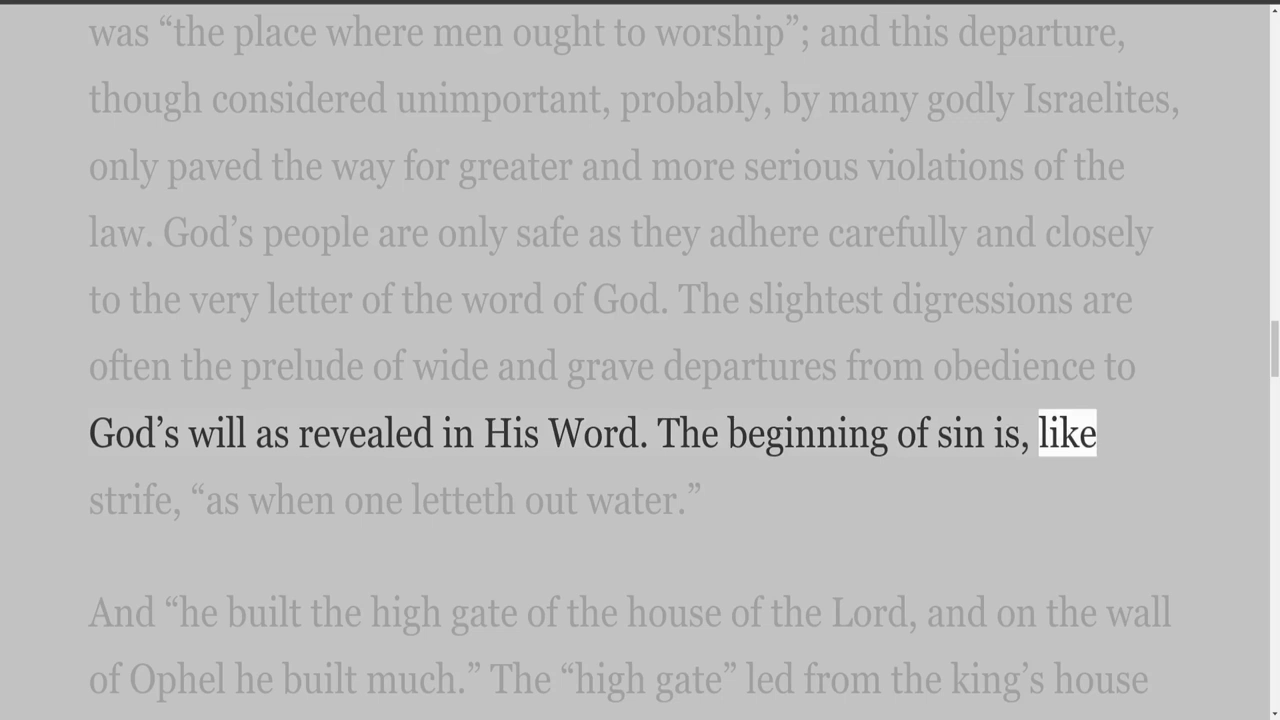 was “the place where men ought to worship”; and this departure,
though considered unimportant, probably, by many godly Israelites,
only paved the way for greater and more serious violations of the
law. God’s people are only safe as they adhere carefully and closely
to the very letter of the word of God. The slightest digressions are
often the prelude of wide and grave departures from obedience to
God’s will as revealed in His Word. The beginning of sin is, like
strife, “as when one letteth out water.”
And “he built the high gate of the house of the Lord, and on the wall
of Ophel he built much.” The “high gate” led from the king’s house